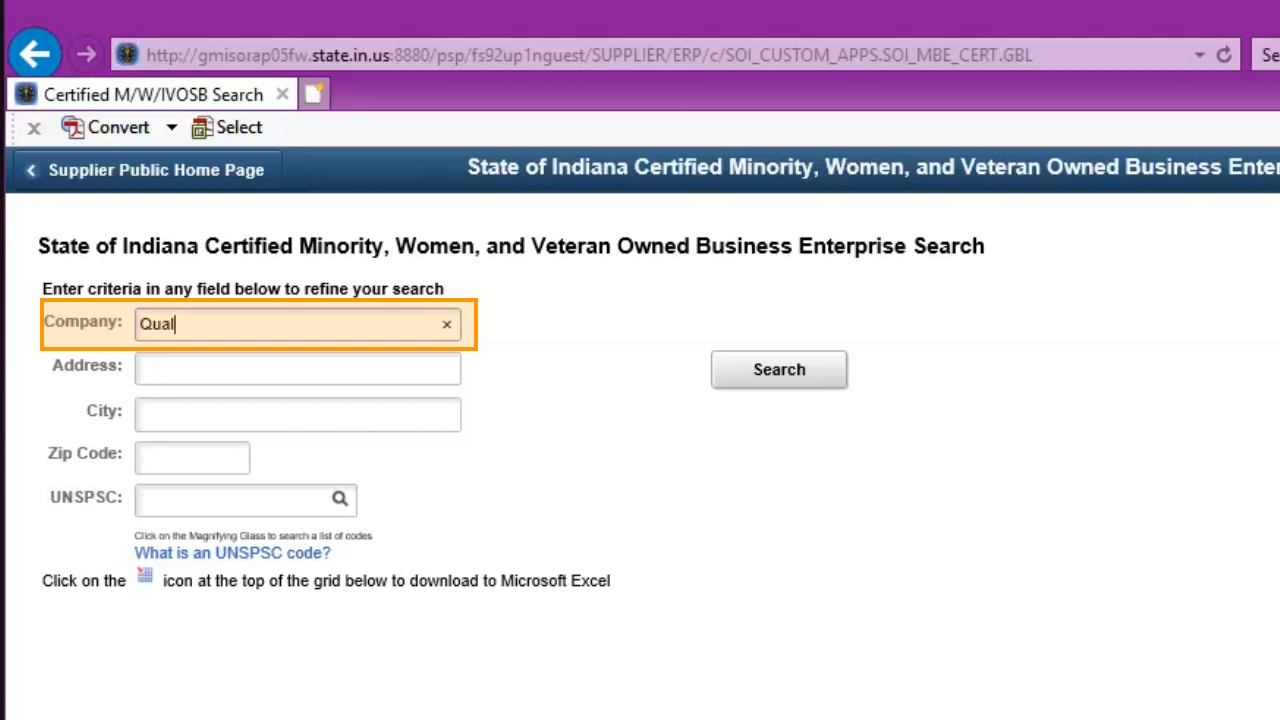 http://gmisorap05fw.state.in.us:8880/psp/fs92up1nguest/SUPPLIER/ERP/c/SOI_CUSTOM_APPS.SOI_MBE_CERT.GBL
Se
Certified M/W/IVOSB Search
Convert Select
Supplier Public Home Page
State of Indiana Certified Minority, Women, and Veteran Owned Business Enter
State of Indiana Certified Minority, Women, and Veteran Owned Business Enterprise Search
Enter criteria in any field below to refine your search
Company: Qual
Address:
Search
City:
Zip Code:
UNSPSC:
Click on the Magnifying Glass to search a list of codes
What is an UNSPSC code?
Click on the icon at the top of the grid below to download to Microsoft Excel